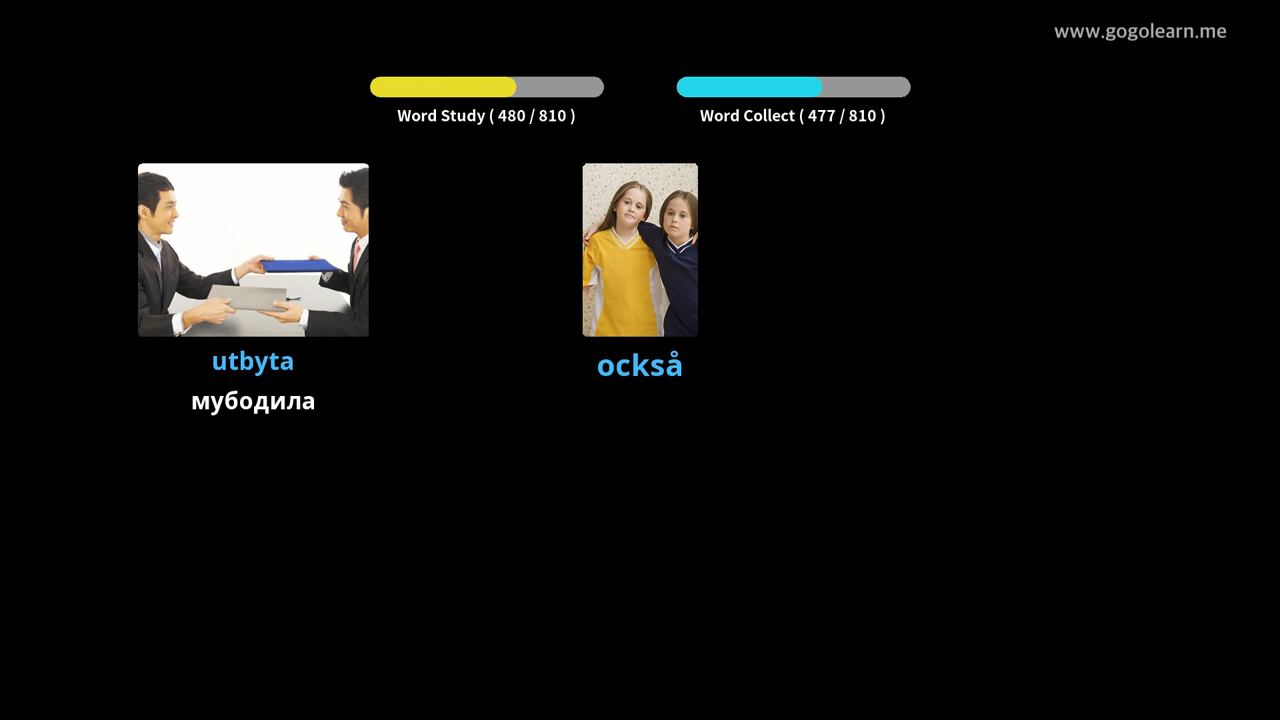 www.gogolearn.me
Word Study ( 480 / 810 )
Word Collect ( 477 / 810 )
utbyta
мубодила
också